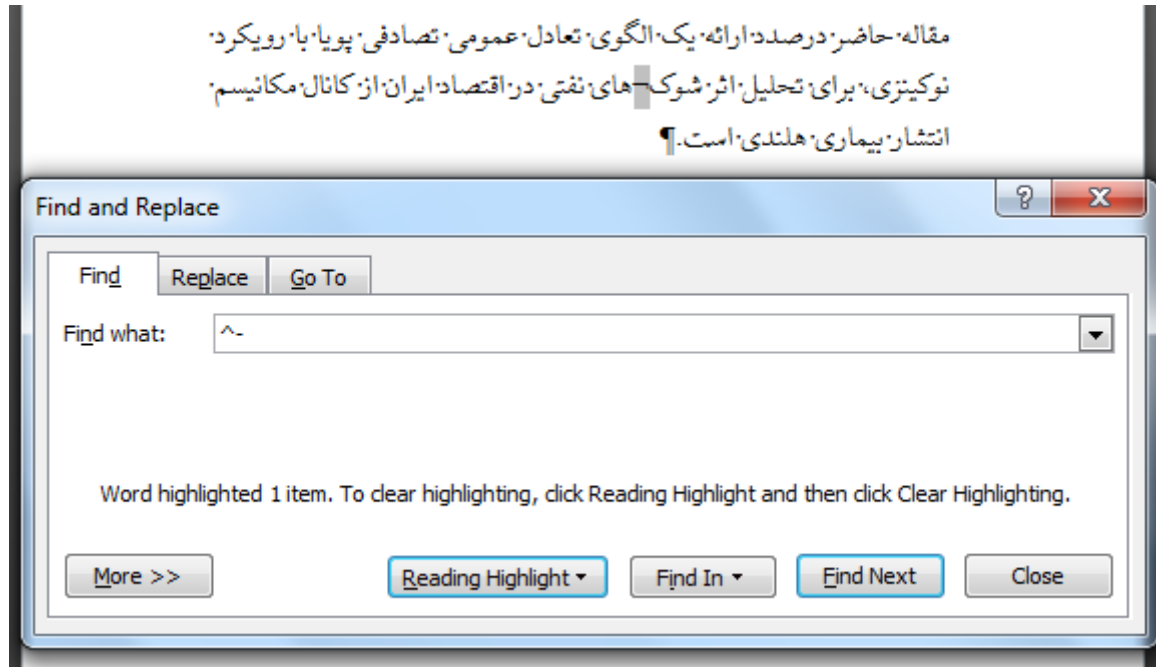 مقاله حاضر درصدد ارائه یک الگوی تعادل عمومی تصادفی پویا با رویکرد
نوکینزی، برای تحلیل اثر شوک¬های نفتی در اقتصاد ایران از کانال مکانیسم
انتشار بیماری هلندی است.¶
Find and Replace
Find Replace Go To
Find what: ^-
Word highlighted 1 item. To clear highlighting, click Reading Highlight and then click Clear Highlighting.
More >> Reading Highlight Find In Find Next Close